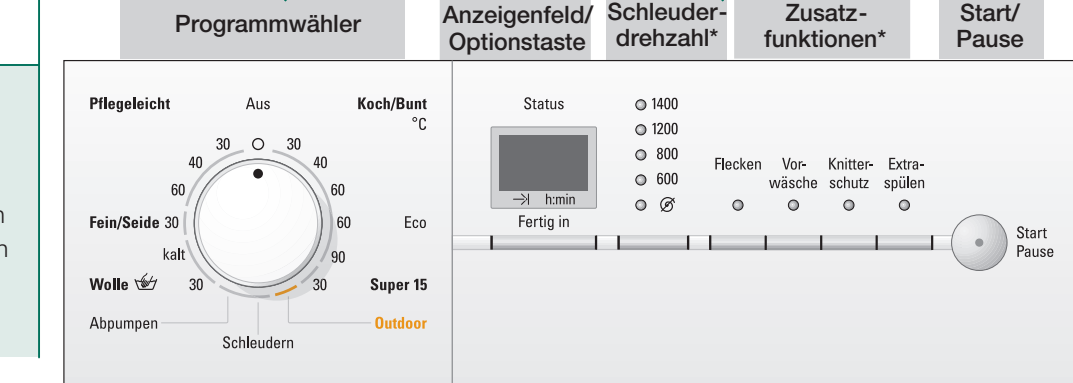 Programmwähler
Anzeigenfeld/
Optionstaste
Schleuder-
drehzahl*
Zusatz-
funktionen*
Start/
Pause
Pflegeleicht
Aus
Koch/Bunt
°C
30
30
40
40
60
60
Fein/Seide 30
60
Eco
kalt
90
Wolle
30
30
Super 15
Abpumpen
Outdoor
Schleudern
Status
h:min
Fertig in
1400
1200
800
600
Flecken
Vor-
wäsche
Knitter-
schutz
Extra-
spülen
Start
Pause
n
n